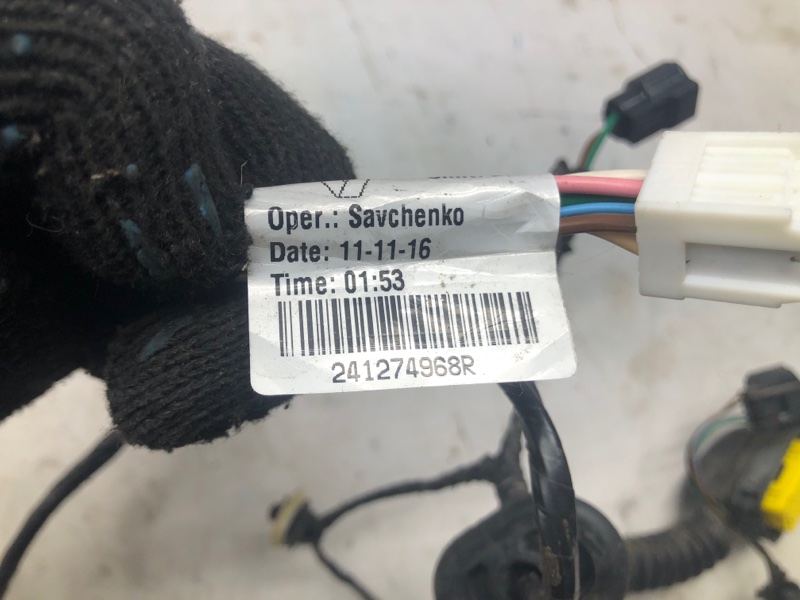 Oper.: Savchenko
Date: 11-11-16
Time: 01:53
241274968R